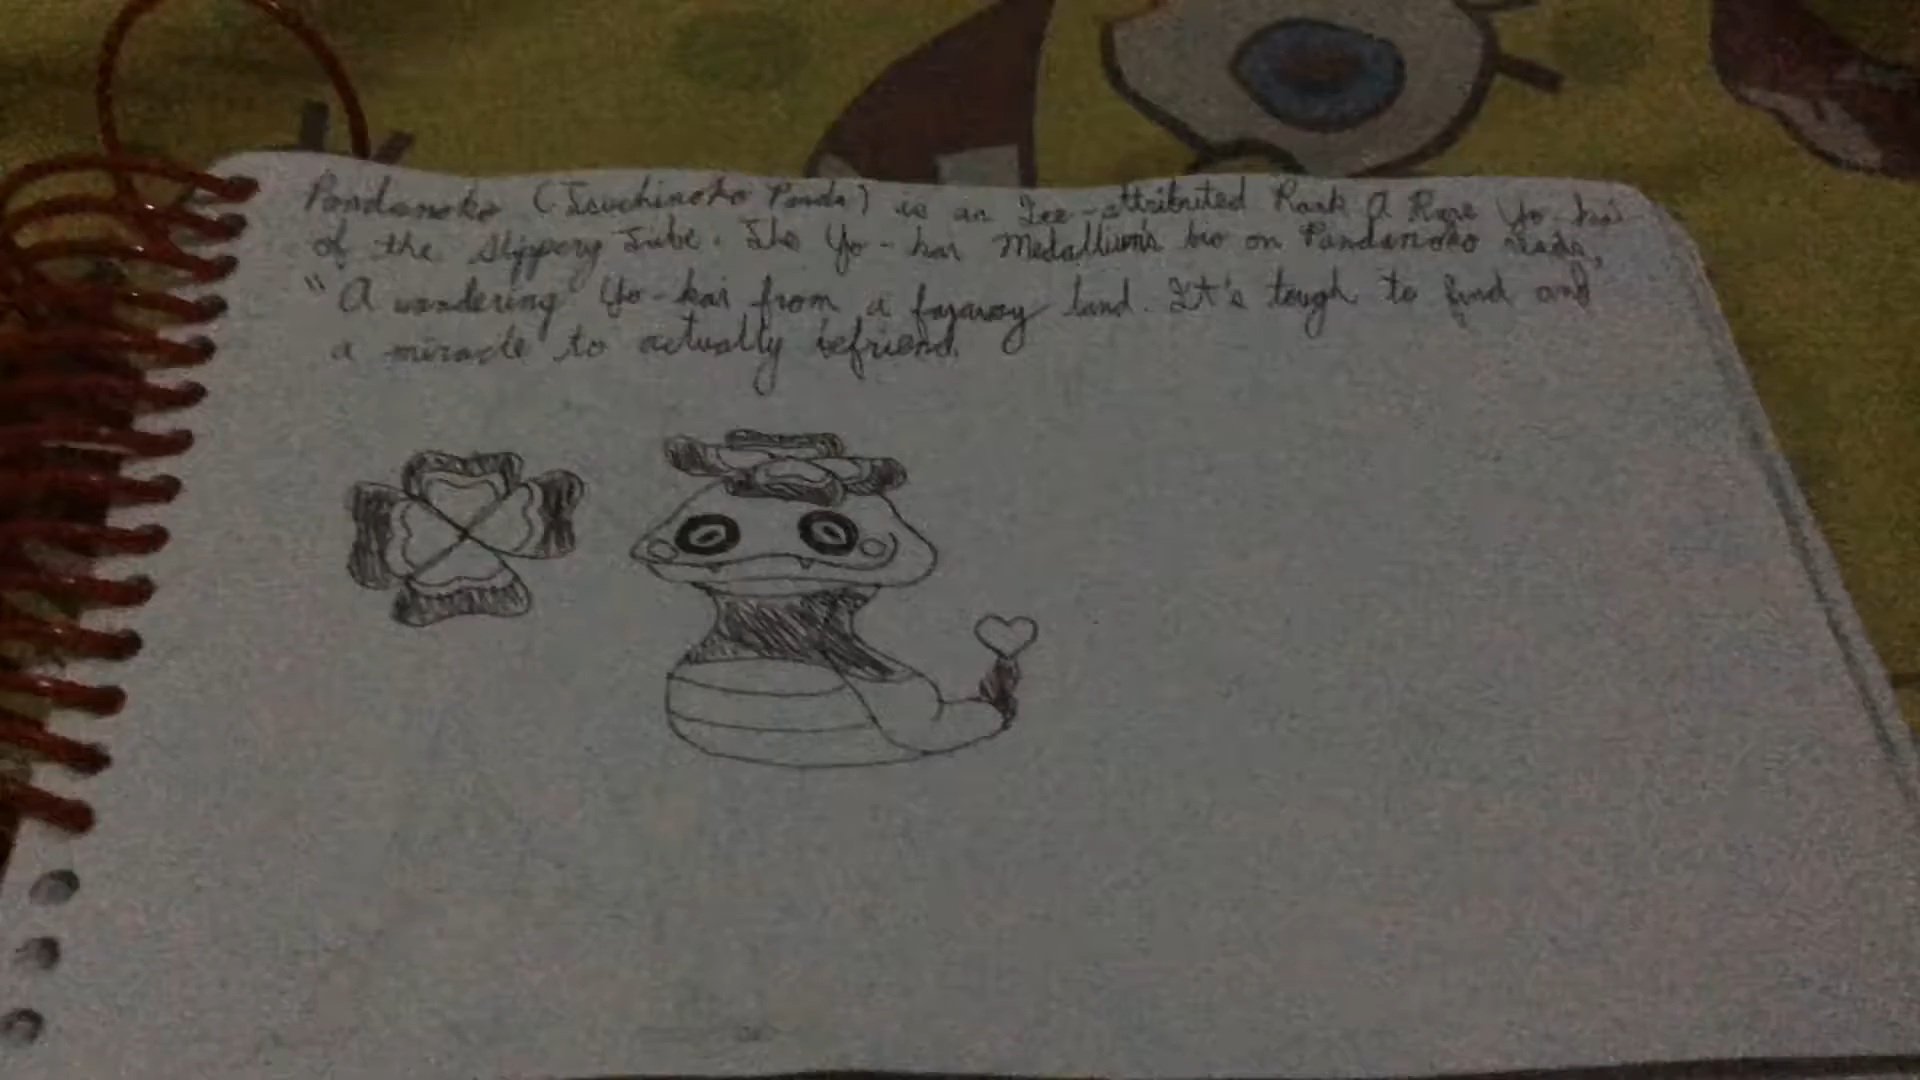 Pandanoko (Tsuchinoko Panda) is an Ice-attributed Rank A Rare Yo-kai
of the Slippery Tribe. The Yo-kai Medallium's bio on Pandanoko reads,
"A wandering Yo-kai from a faraway land. It's tough to find and
a miracle to actually befriend.